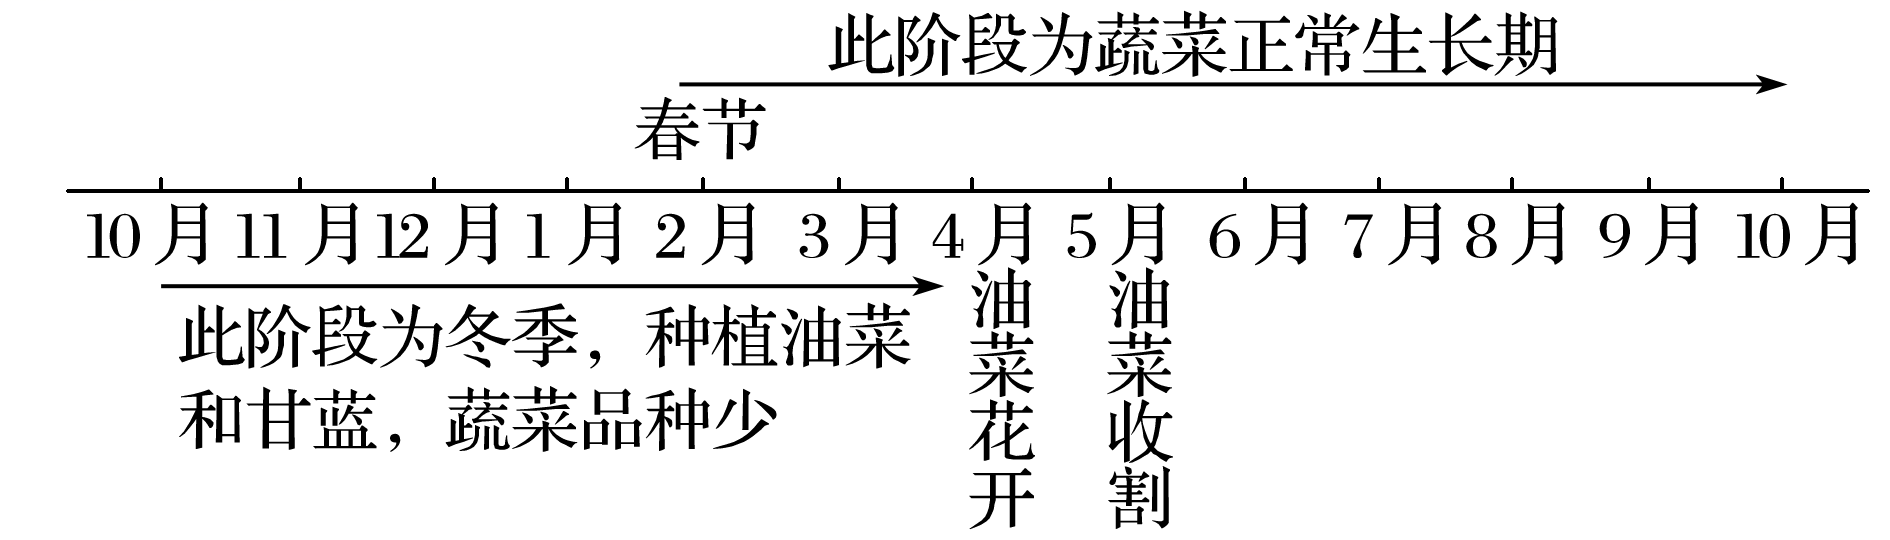 此阶段为蔬菜正常生长期
春节
10月 11月 12月 1月 2月 3月 4月 5月 6月 7月 8月 9月 10月
此阶段为冬季，种植油菜
和甘蓝，蔬菜品种少
油菜花开
油菜收割